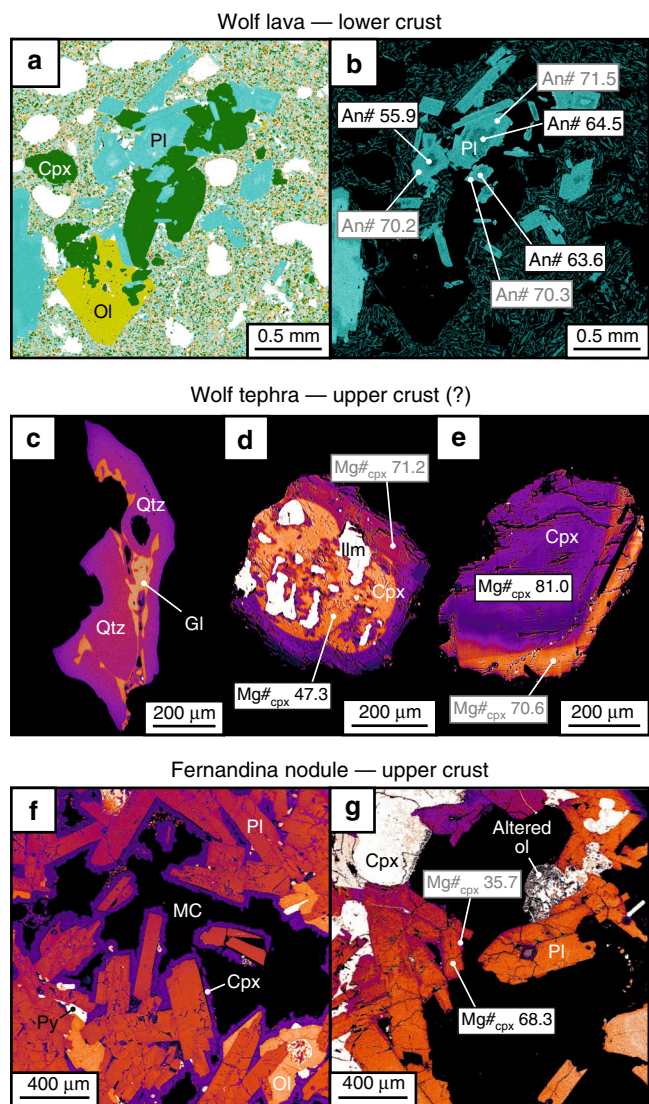 Wolf lava — lower crust
a
Pl
Cpx
Ol
0.5 mm
b
An# 71.5
An# 55.9
An# 64.5
Pl
An# 70.2
An# 63.6
An# 70.3
0.5 mm
Wolf tephra — upper crust (?)
c
Qtz
Qtz
Gl
200 µm
d
Mg#cpx 71.2
Ilm
Cpx
Mg#cpx 47.3
200 µm
e
Cpx
Mg#cpx 81.0
Mg#cpx 70.6
200 µm
Fernandina nodule — upper crust
f
Pl
MC
Cpx
Py
Ol
400 µm
g
Cpx
Altered
ol
Mg#cpx 35.7
Pl
Mg#cpx 68.3
400 µm